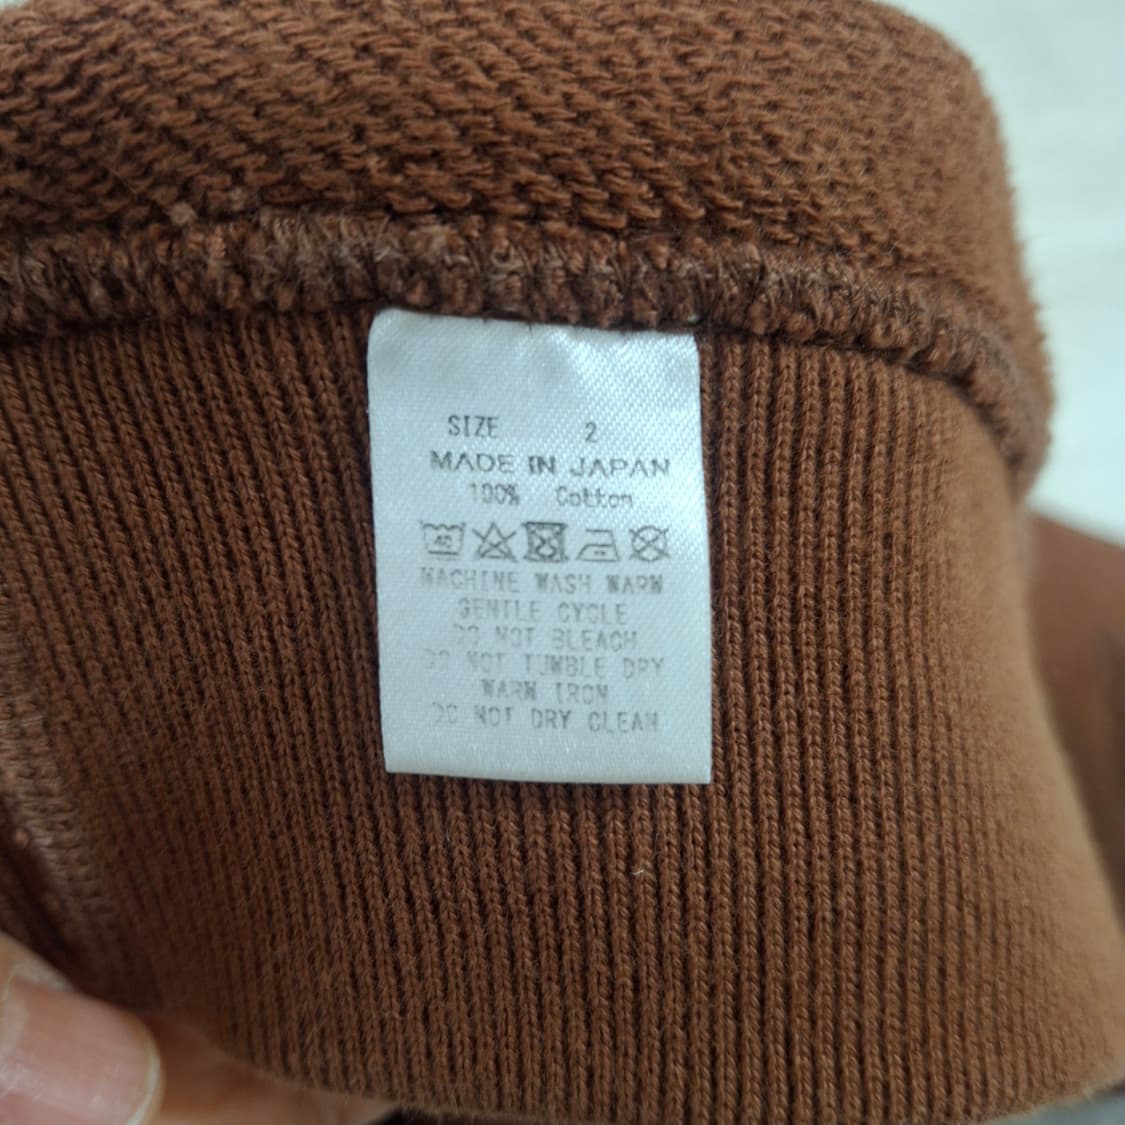 SIZE 2
MADE IN JAPAN
100% Cotton
40
MACHINE WASH WARM
GENTLE CYCLE
DO NOT BLEACH
DO NOT TUMBLE DRY
WARM IRON
DO NOT DRY CLEAN